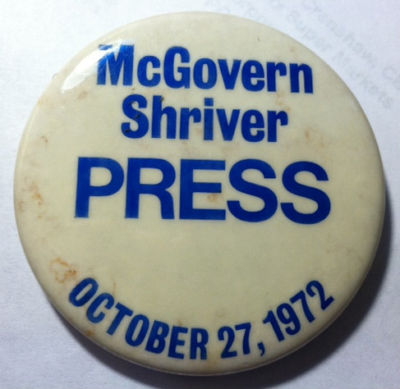 McGovern
Shriver
PRESS
OCTOBER 27, 1972